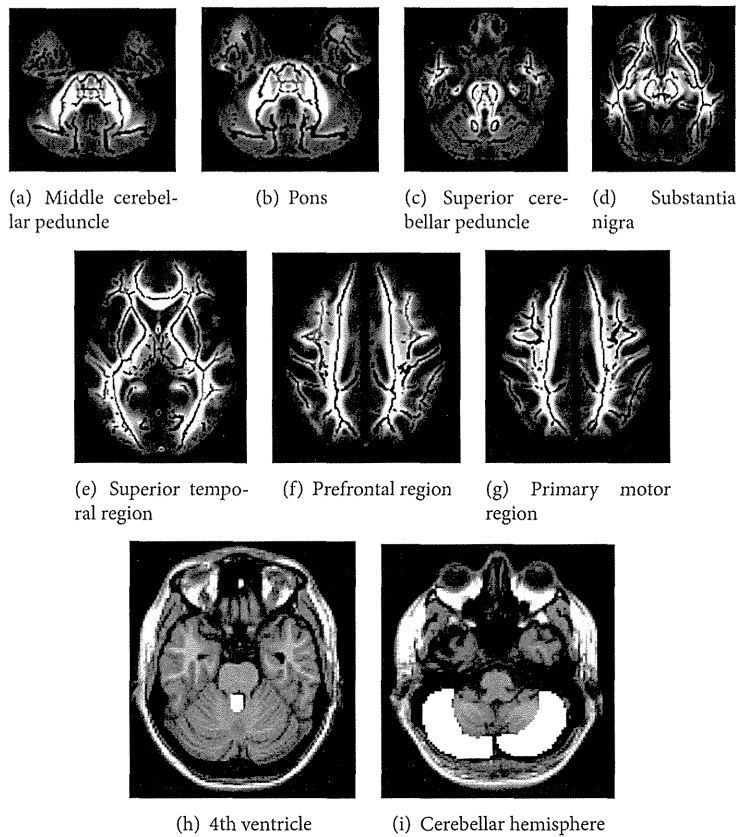 (a) Middle cerebel-
lar peduncle
(b) Pons
(c) Superior cere-
bellar peduncle
(d) Substantia
nigra
(e) Superior tempo-
ral region
(f) Prefrontal region
(g) Primary motor
region
(h) 4th ventricle
(i) Cerebellar hemisphere